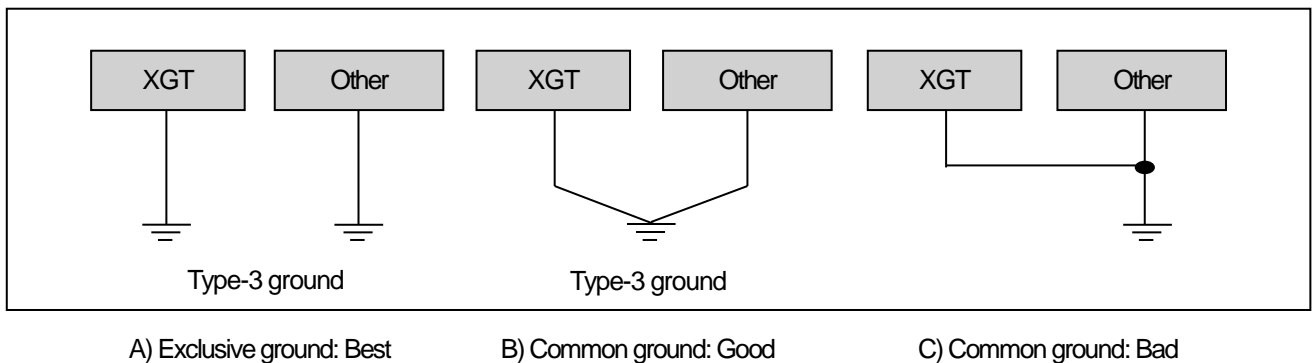 XGT Other XGT Other XGT Other
Type-3 ground Type-3 ground
A) Exclusive ground: Best B) Common ground: Good C) Common ground: Bad